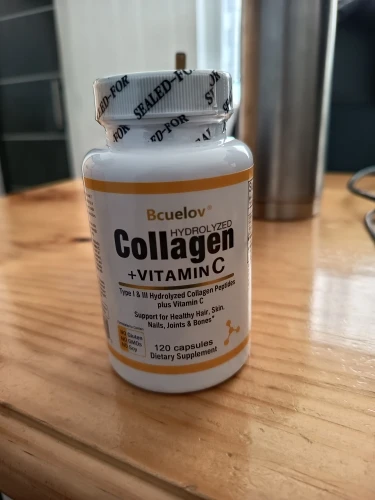 SEALED-FOR
Bcuelov®
HYDROLYZED
Collagen
+VITAMIN C
Type I & III Hydrolyzed Collagen Peptides
plus Vitamin C
Support for Healthy Hair, Skin,
Nails, Joints & Bones*
120 capsules
Dietary Supplement